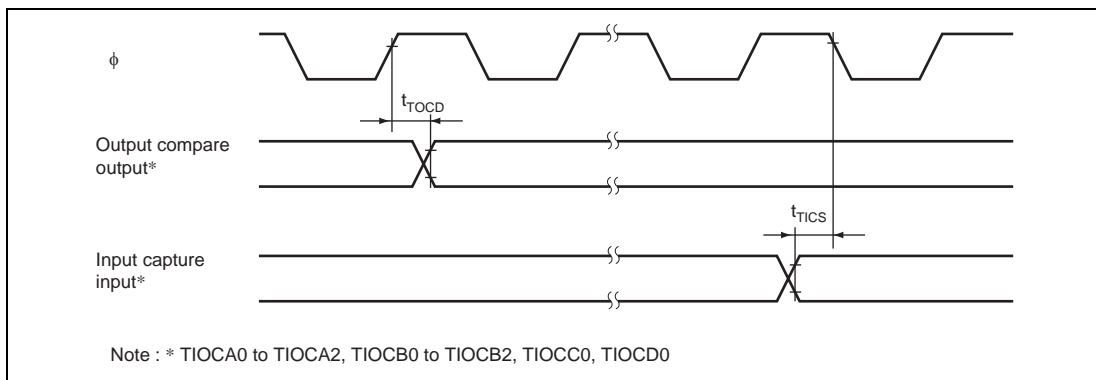 ϕ
tTOCD
Output compare
output*
tTICS
Input capture
input*
Note : * TIOCA0 to TIOCA2, TIOCB0 to TIOCB2, TIOCC0, TIOCD0